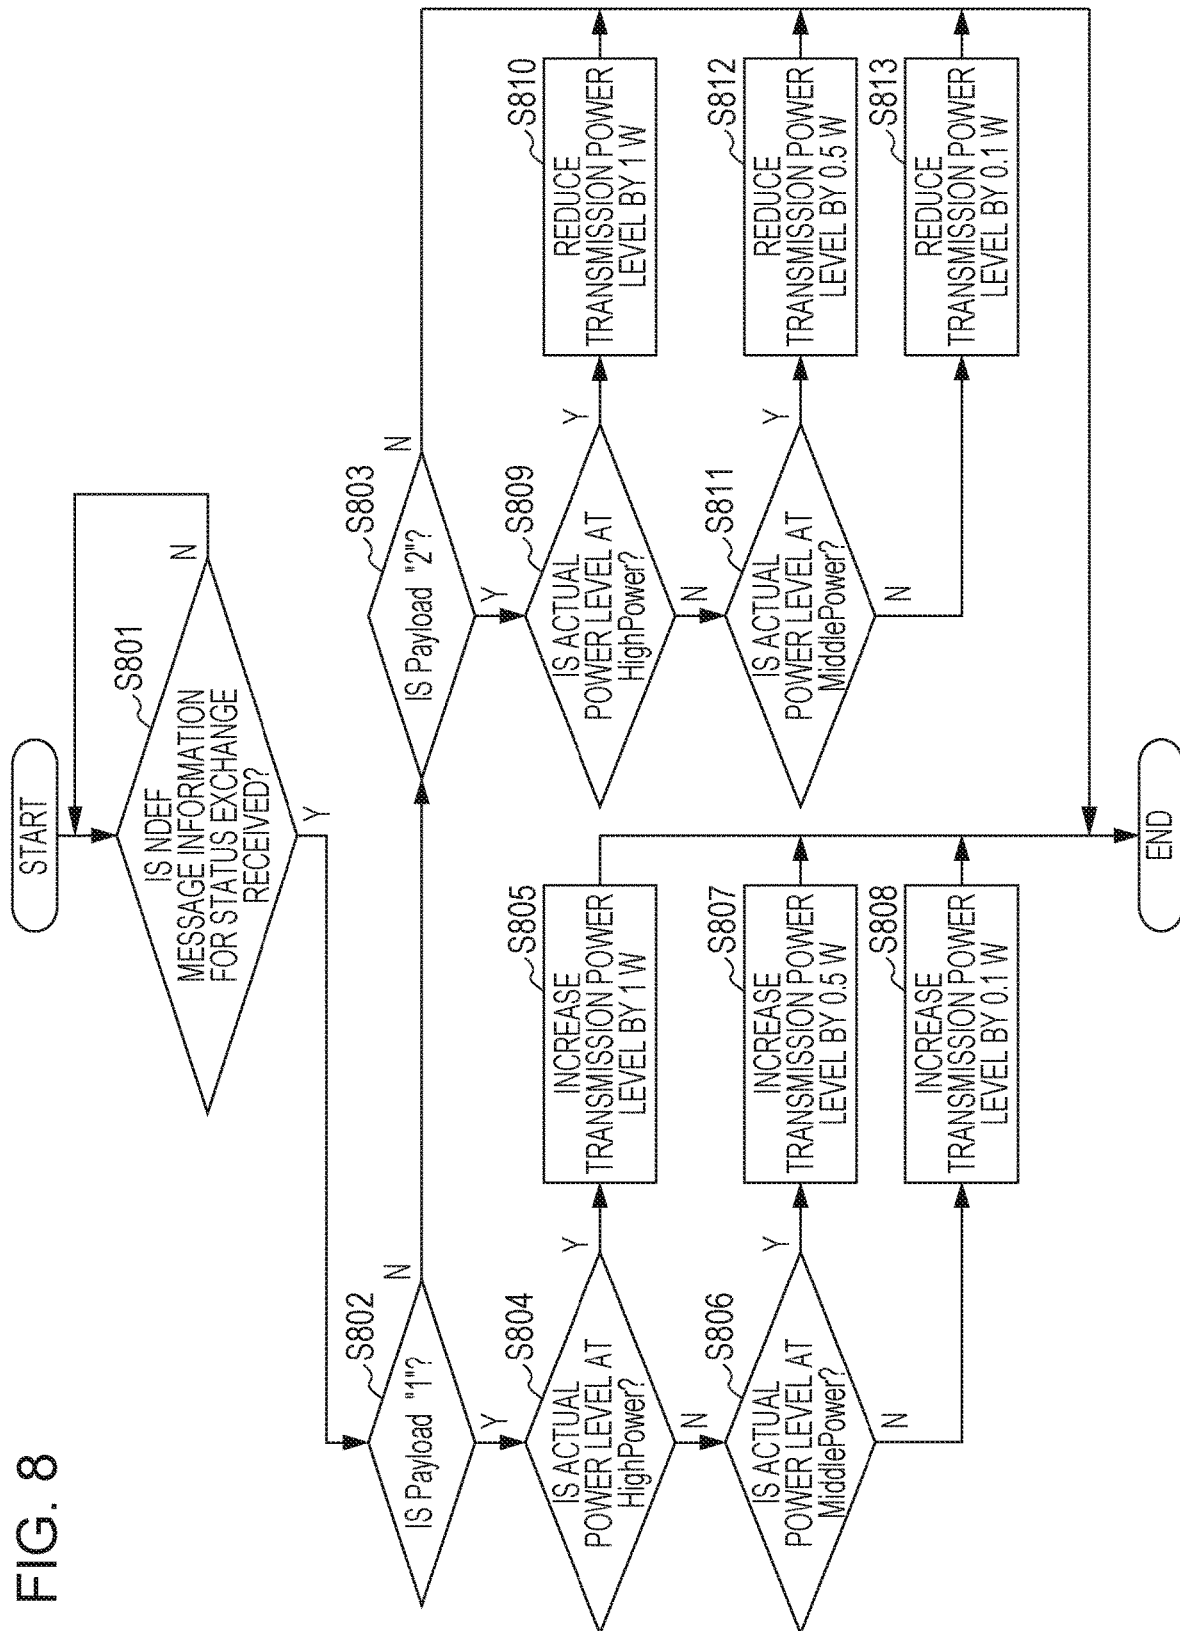 FIG. 8
START
S801
IS NDEF
MESSAGE INFORMATION
FOR STATUS EXCHANGE
RECEIVED?
N
Y
S802
IS Payload "1"?
N
Y
S803
IS Payload "2"?
N
Y
S804
IS ACTUAL
POWER LEVEL AT
HighPower?
Y
N
S805
INCREASE
TRANSMISSION POWER
LEVEL BY 1 W
S809
IS ACTUAL
POWER LEVEL AT
HighPower?
Y
N
S810
REDUCE
TRANSMISSION POWER
LEVEL BY 1 W
S806
IS ACTUAL
POWER LEVEL AT
MiddlePower?
Y
N
S807
INCREASE
TRANSMISSION POWER
LEVEL BY 0.5 W
S811
IS ACTUAL
POWER LEVEL AT
MiddlePower?
Y
N
S812
REDUCE
TRANSMISSION POWER
LEVEL BY 0.5 W
S808
INCREASE
TRANSMISSION POWER
LEVEL BY 0.1 W
S813
REDUCE
TRANSMISSION POWER
LEVEL BY 0.1 W
END